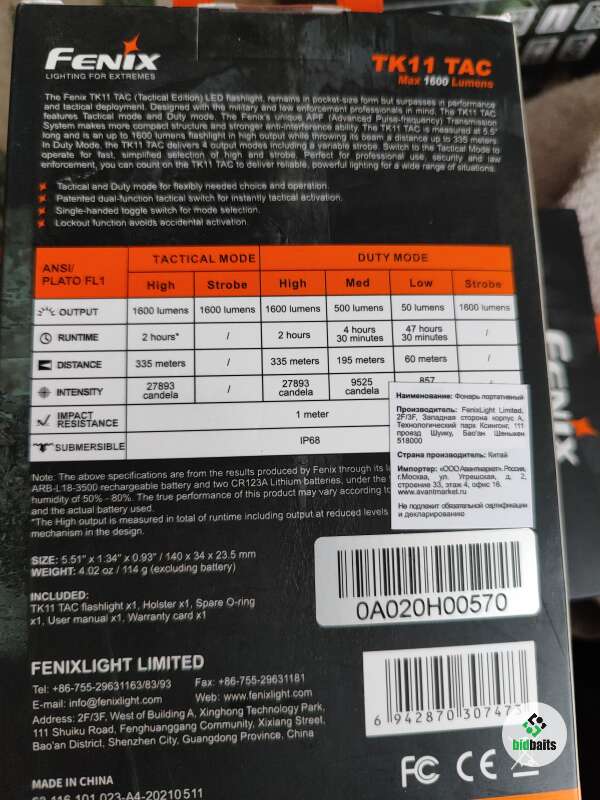 FENIX
LIGHTING FOR EXTREMES
TK11 TAC
Max 1600 Lumens
The Fenix TK11 TAC (Tactical Edition) LED flashlight, remains in pocket-size form but surpasses in performance
and tactical deployment. Designed with the military and law enforcement professionals in mind. The TK11 TAC
features Tactical mode and Duty mode. The Fenix's unique APF (Advanced Pulse-frequency) Transmission
System makes more compact structure and stronger anti-interference ability. The TK11 TAC is measured at 5.5"
long and is an up to 1600 lumens flashlight in high output while throwing its beam a distance up to 335 meters.
In Duty Mode, the TK11 TAC delivers 4 output modes including a variable strobe. Switch to the Tactical Mode to
operate for fast, simplified selection of high and strobe. Perfect for professional use, security and law
enforcement, you can count on the TK11 TAC to deliver reliable, powerful lighting for a wide range of situations.
Tactical and Duty mode for flexibly needed choice and operation.
Patented dual-function tactical switch for instantly tactical activation.
Single-handed toggle switch for mode selection.
Lockout function avoids accidental activation.
ANSI/ PLATO FL1 TACTICAL MODE DUTY MODE
High Strobe High Med Low Strobe
OUTPUT 1600 lumens 1600 lumens 1600 lumens 500 lumens 50 lumens 1600 lumens
RUNTIME 2 hours* / 2 hours 4 hours 30 minutes 47 hours 30 minutes /
DISTANCE 335 meters / 335 meters 195 meters 60 meters /
INTENSITY 27893 candela / 27893 candela 9525 candela 857
IMPACT RESISTANCE 1 meter
SUBMERSIBLE IP68
Наименование: Фонарь портативный
Производитель: FenixLight Limited,
2F/3F, Западная сторона корпус А,
Технологический парк Ксингонг, 111
проезд Шуику, Бао'ан Шеньжен
518000
Страна производитель: Китай
Импортер: «ООО Авантмаркет». Россия,
г.Москва, ул. Угрешская, д. 2,
строение 33, этаж 4, офис 16.
www.avantmarket.ru
Не подлежит обязательной сертификации
и декларированию
Note: The above specifications are from the results produced by Fenix through its
ARB-L18-3500 rechargeable battery and two CR123A Lithium batteries, under the
humidity of 50% - 80%. The true performance of this product may vary according to
and the actual battery used.
*The High output is measured in total of runtime including output at reduced levels
mechanism in the design.
SIZE: 5.51" x 1.34" x 0.93" / 140 x 34 x 23.5 mm
WEIGHT: 4.02 oz / 114 g (excluding battery)
INCLUDED:
TK11 TAC flashlight x1, Holster x1, Spare O-ring
x1, User manual x1, Warranty card x1
0A020H00570
FENIXLIGHT LIMITED
Tel: +86-755-29631163/83/93 Fax: +86-755-29631181
E-mail: info@fenixlight.com Web: www.fenixlight.com
Address: 2F/3F, West of Building A, Xinghong Technology Park,
111 Shuiku Road, Fenghuanggang Community, Xixiang Street,
Bao'an District, Shenzhen City, Guangdong Province, China
6 942870 30747
MADE IN CHINA
116.101.023-A4-20210511
FC CE
bidbaits
FENIX